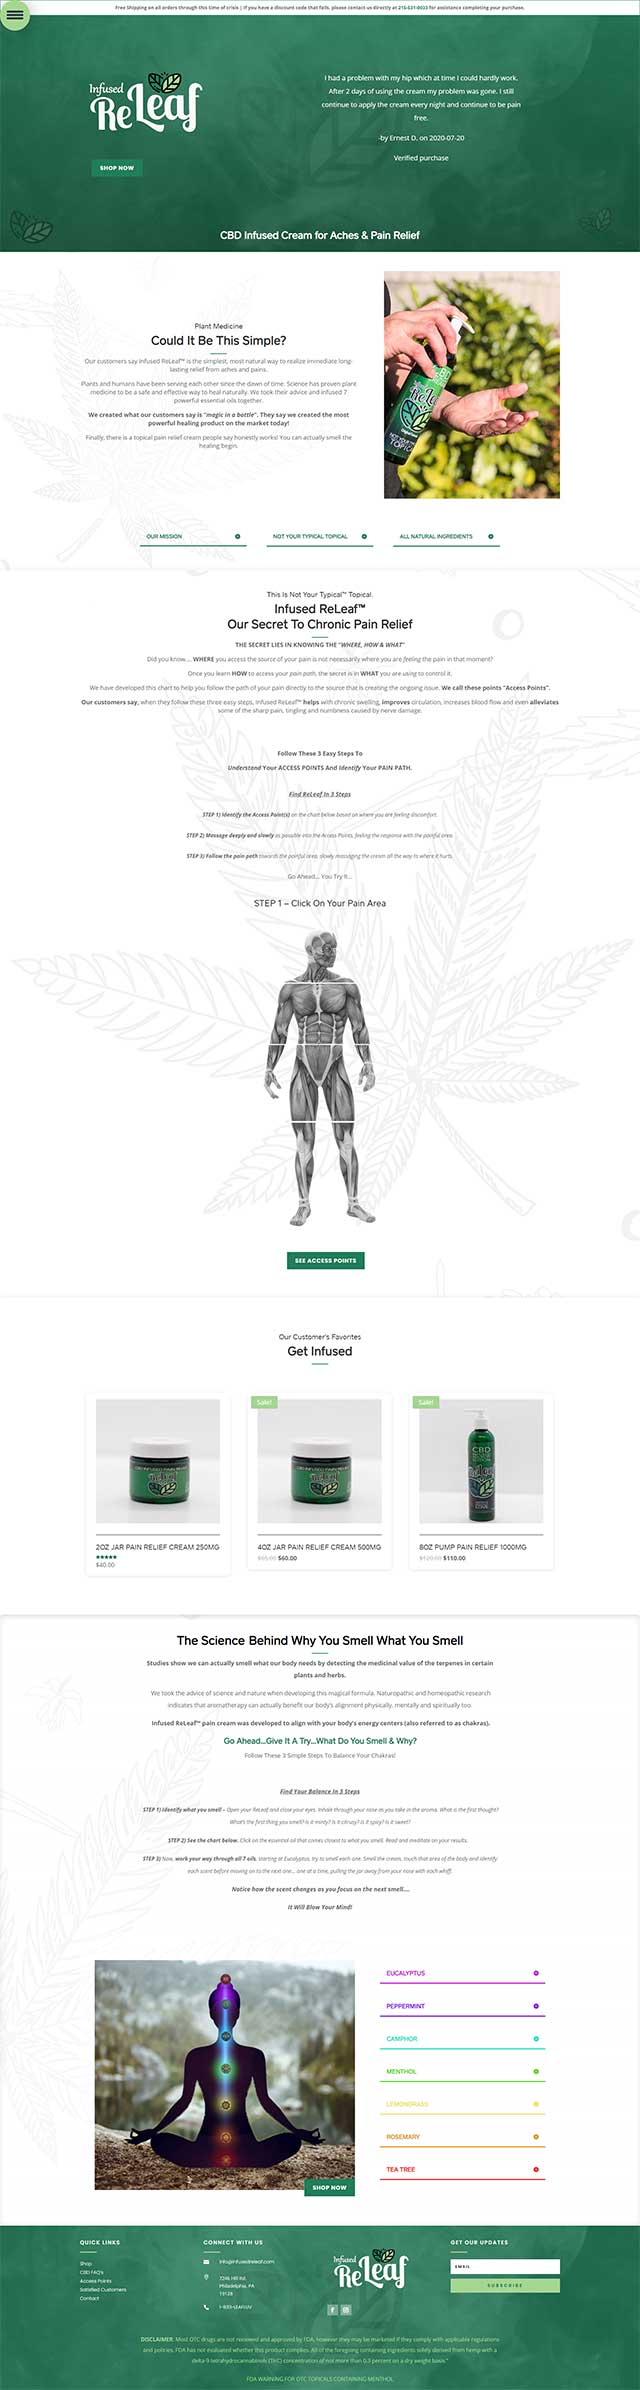 Free Shipping on all orders through this time of crisis | If you have a discount code that fails, please contact us directly at 215-531-9033 for assistance completing your purchase.
Infused
ReLeaf
I had a problem with my hip which at time I could hardly work.
After 2 days of using the cream my problem was gone. I still
continue to apply the cream every night and continue to be pain
free.
-by Ernest D. on 2020-07-20
Verified purchase
SHOP NOW
CBD Infused Cream for Aches & Pain Relief
Plant Medicine
Could It Be This Simple?
Our customers say Infused ReLeaf™ is the simplest, most natural way to realize immediate long-
lasting relief from aches and pains.
Plants and humans have been serving each other since the dawn of time. Science has proven plant
medicine to be a safe and effective way to heal naturally. We took their advice and infused 7
powerful essential oils together.
We created what our customers say is "magic in a bottle". They say we created the most
powerful healing product on the market today!
Finally, there is a topical pain relief cream people say honestly works! You can actually smell the
healing begin.
ReLeaf
OUR MISSION
NOT YOUR TYPICAL TOPICAL
ALL NATURAL INGREDIENTS
This Is Not Your Typical™ Topical.
Infused ReLeaf™
Our Secret To Chronic Pain Relief
THE SECRET LIES IN KNOWING THE "WHERE, HOW & WHAT"
Did you know.... WHERE you access the source of your pain is not necessarily where you are feeling the pain in that moment?
Once you learn HOW to access your pain path, the secret is in WHAT you are using to control it.
We have developed this chart to help you follow the path of your pain directly to the source that is creating the ongoing issue. We call these points "Access Points".
Our customers say, when they follow these three easy steps, Infused ReLeaf™ helps with chronic swelling, improves circulation, increases blood flow and even alleviates
some of the sharp pain, tingling and numbness caused by nerve damage.
Follow These 3 Easy Steps To
Understand Your ACCESS POINTS And Identify Your PAIN PATH.
Find ReLeaf In 3 Steps
STEP 1) Identify the Access Point(s) on the chart below based on where you are feeling discomfort.
STEP 2) Massage deeply and slowly as possible into the Access Points, feeling the response with the painful area.
STEP 3) Follow the pain path towards the painful area, slowly massaging the cream all the way to where it hurts.
Go Ahead... You Try It...
STEP 1 – Click On Your Pain Area
SEE ACCESS POINTS
Our Customer's Favorites
Get Infused
Sale!
Sale!
ReLeaf
ReLeaf
CBD
ReLeaf
2OZ JAR PAIN RELIEF CREAM 250MG
$40.00
4OZ JAR PAIN RELIEF CREAM 500MG
$65.00 $60.00
8OZ PUMP PAIN RELIEF 1000MG
$120.00 $110.00
The Science Behind Why You Smell What You Smell
Studies show we can actually smell what our body needs by detecting the medicinal value of the terpenes in certain
plants and herbs.
We took the advice of science and nature when developing this magical formula. Naturopathic and homeopathic research
indicates that aromatherapy can actually benefit our body's alignment physically, mentally and spiritually too.
Infused ReLeaf™ pain cream was developed to align with your body's energy centers (also referred to as chakras).
Go Ahead...Give It A Try...What Do You Smell & Why?
Follow These 3 Simple Steps To Balance Your Chakras!
Find Your Balance In 3 Steps
STEP 1) Identify what you smell – Open your ReLeaf and close your eyes. Inhale through your nose as you take in the aroma. What is the first thought?
What's the first thing you smell? Is it minty? Is it citrusy? Is it spicy? Is it sweet?
STEP 2) See the chart below. Click on the essential oil that comes closest to what you smell. Read and meditate on your results.
STEP 3) Now, work your way through all 7 oils, starting at Eucalyptus, try to smell each one. Smell the cream, touch that area of the body and identify
each scent before moving on to the next one... one at a time, pulling the jar away from your nose with each whiff.
Notice how the scent changes as you focus on the next smell....
It Will Blow Your Mind!
EUCALYPTUS
PEPPERMINT
CAMPHOR
MENTHOL
LEMONGRASS
ROSEMARY
TEA TREE
SHOP NOW
QUICK LINKS
Shop
CBD FAQ's
Access Points
Satisfied Customers
Contact
CONNECT WITH US
info@infusedreleaf.com
7246 Hill Rd.
Philadelphia, PA
19128
1-833-LEAFLUV
Infused
ReLeaf
GET OUR UPDATES
EMAIL
SUBSCRIBE
DISCLAIMER: Most OTC drugs are not reviewed and approved by FDA, however they may be marketed if they comply with applicable regulations
and policies. FDA has not evaluated whether this product complies. All of the foregoing containing ingredients solely derived from hemp with a
delta-9 tetrahydrocannabinols (THC) concentration of not more than 0.3 percent on a dry weight basis."
FDA WARNING FOR OTC TOPICALS CONTAINING MENTHOL